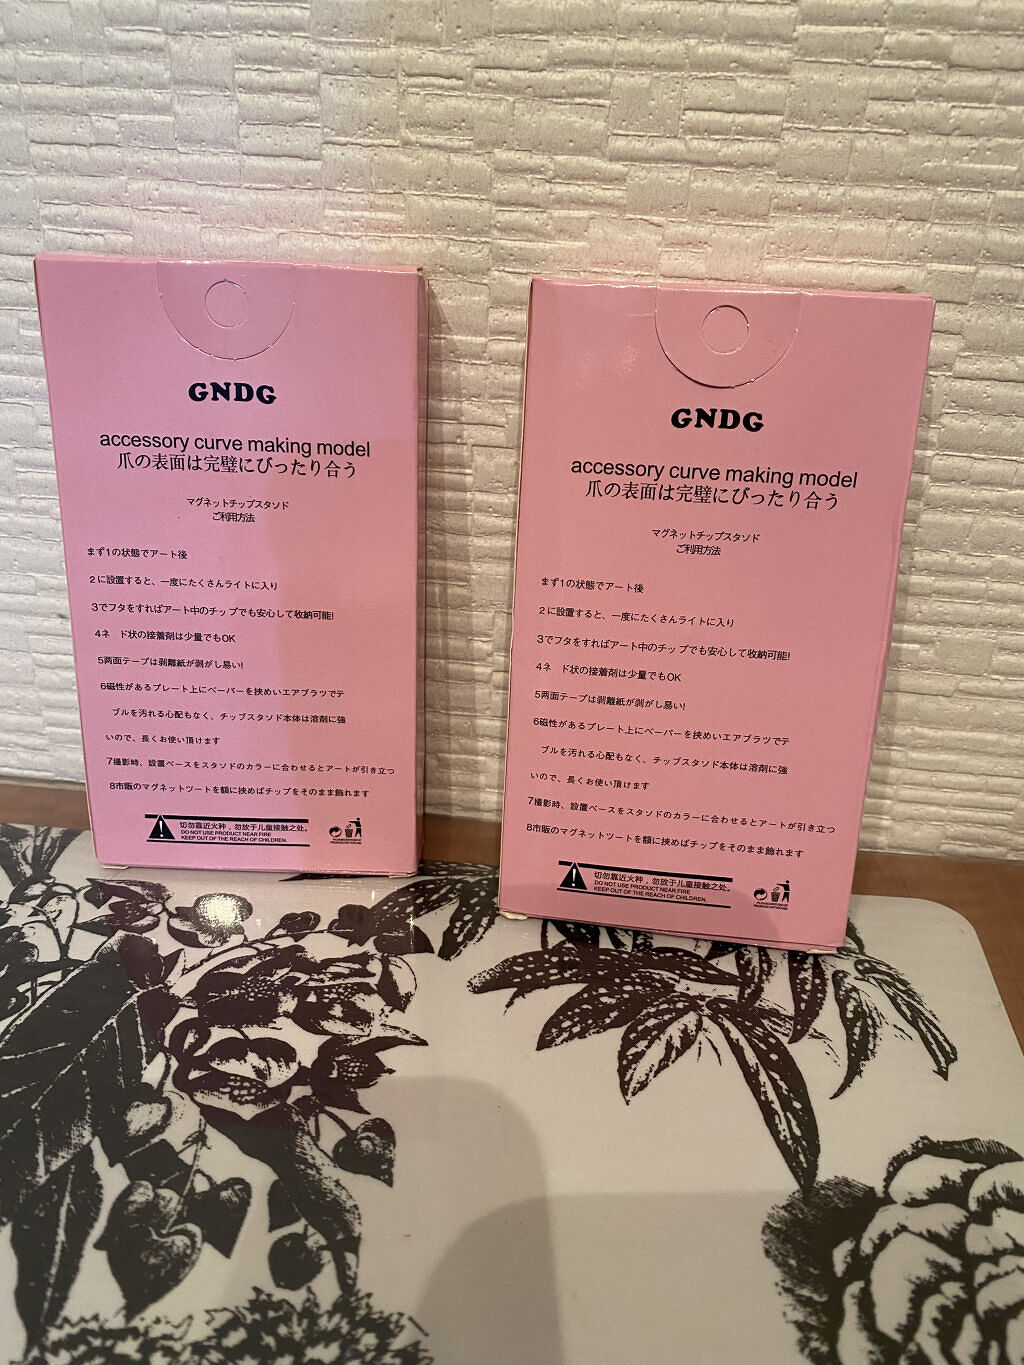 GNDG
accessory curve making model
爪の表面は完璧にびったり合う
マグネットチップスタソド
ご利用方法
まず1の状態でアート後
2に設置すると、一度にたくさんライトに入り
3でフタをすればアート中のチップでも安心して收納可能!
4ネ ド状の接着剤は少量でもOK
5两面テープは剥離紙が剥がし易い!
6磁性があるプレート上にペーパーを挟めいエアブラツでテ
ブルを汚れる心配もなく、チップスタソド本体は溶剤に強
いので、長くお使い頂けます
7撮影時、設置ベースをスタソドのカラーに合わせるとアートが引き立つ
8市販のマグネットツートを額に挟めばチップをそのまま飾れます
切勿靠近火种，勿放于儿童接触之处。
DO NOT USE PRODUCT NEAR FIRE
KEEP OUT OF THE REACH OF CHILDREN.
GNDG
accessory curve making model
爪の表面は完璧にびったり合う
マグネットチップスタソド
ご利用方法
まず1の状態でアート後
2に設置すると、一度にたくさんライトに入り
3でフタをすればアート中のチップでも安心して收納可能!
4ネ ド状の接着剤は少量でもOK
5两面テープは剥離紙が剥がし易い!
6磁性があるプレート上にペーパーを挟めいエアブラツでテ
ブルを汚れる心配もなく、チップスタソド本体は溶剤に強
いので、長くお使い頂けます
7撮影時、設置ベースをスタソドのカラーに合わせるとアートが引き立つ
8市販のマグネットツートを額に挟めばチップをそのまま飾れます
切勿靠近火种，勿放于儿童接触之处。
DO NOT USE PRODUCT NEAR FIRE
KEEP OUT OF THE REACH OF CHILDREN.